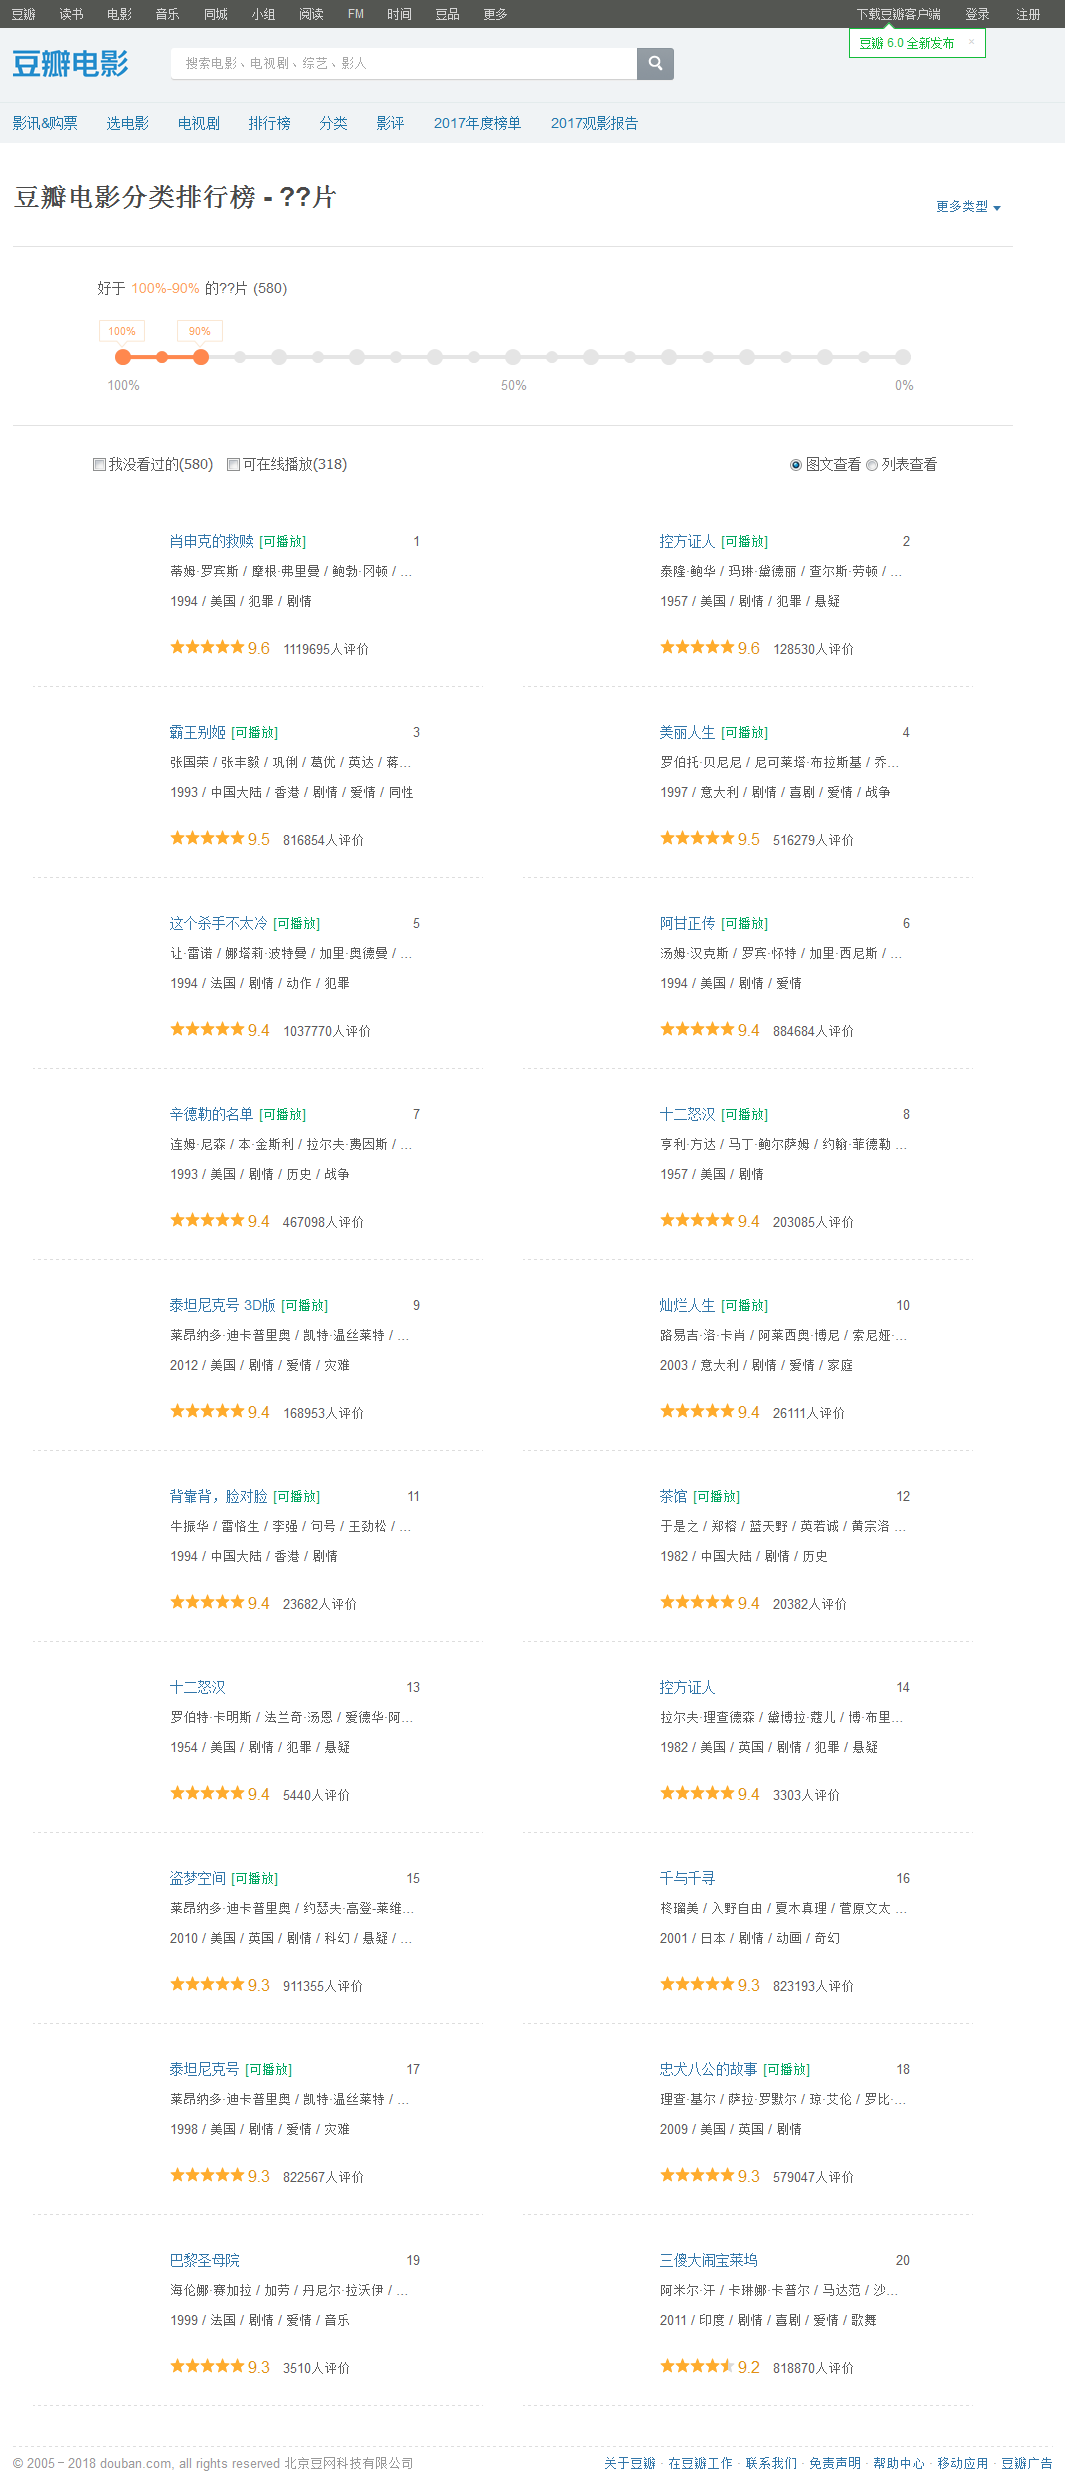 豆瓣 读书 电影 音乐 同城 小组 阅读 FM 时间 豆品 更多 下载豆瓣客户端 登录 注册
豆瓣 6.0 全新发布 ×
豆瓣电影
搜索电影、电视剧、综艺、影人
影讯&购票 选电影 电视剧 排行榜 分类 影评 2017年度榜单 2017观影报告
豆瓣电影分类排行榜 - ??片
更多类型
好于 100%-90% 的??片 (580)
100% 90%
100% 50% 0%
我没看过的(580) 可在线播放(318) 图文查看 列表查看
肖申克的救赎 [可播放] 1
蒂姆·罗宾斯 / 摩根·弗里曼 / 鲍勃·冈顿 / ...
1994 / 美国 / 犯罪 / 剧情
9.6 1119695人评价
控方证人 [可播放] 2
泰隆·鲍华 / 玛琳·黛德丽 / 查尔斯·劳顿 / ...
1957 / 美国 / 剧情 / 犯罪 / 悬疑
9.6 128530人评价
霸王别姬 [可播放] 3
张国荣 / 张丰毅 / 巩俐 / 葛优 / 英达 / 蒋...
1993 / 中国大陆 / 香港 / 剧情 / 爱情 / 同性
9.5 816854人评价
美丽人生 [可播放] 4
罗伯托·贝尼尼 / 尼可莱塔·布拉斯基 / 乔...
1997 / 意大利 / 剧情 / 喜剧 / 爱情 / 战争
9.5 516279人评价
这个杀手不太冷 [可播放] 5
让·雷诺 / 娜塔莉·波特曼 / 加里·奥德曼 / ...
1994 / 法国 / 剧情 / 动作 / 犯罪
9.4 1037770人评价
阿甘正传 [可播放] 6
汤姆·汉克斯 / 罗宾·怀特 / 加里·西尼斯 / ...
1994 / 美国 / 剧情 / 爱情
9.4 884684人评价
辛德勒的名单 [可播放] 7
连姆·尼森 / 本·金斯利 / 拉尔夫·费因斯 / ...
1993 / 美国 / 剧情 / 历史 / 战争
9.4 467098人评价
十二怒汉 [可播放] 8
亨利·方达 / 马丁·鲍尔萨姆 / 约翰·菲德勒 ...
1957 / 美国 / 剧情
9.4 203085人评价
泰坦尼克号 3D版 [可播放] 9
莱昂纳多·迪卡普里奥 / 凯特·温丝莱特 / ...
2012 / 美国 / 剧情 / 爱情 / 灾难
9.4 168953人评价
灿烂人生 [可播放] 10
路易吉·洛·卡肖 / 阿莱西奥·博尼 / 索尼娅·...
2003 / 意大利 / 剧情 / 爱情 / 家庭
9.4 26111人评价
背靠背，脸对脸 [可播放] 11
牛振华 / 雷恪生 / 李强 / 句号 / 王劲松 / ...
1994 / 中国大陆 / 香港 / 剧情
9.4 23682人评价
茶馆 [可播放] 12
于是之 / 郑榕 / 蓝天野 / 英若诚 / 黄宗洛 ...
1982 / 中国大陆 / 剧情 / 历史
9.4 20382人评价
十二怒汉 13
罗伯特·卡明斯 / 法兰奇·汤恩 / 爱德华·阿...
1954 / 美国 / 剧情 / 犯罪 / 悬疑
9.4 5440人评价
控方证人 14
拉尔夫·理查德森 / 黛博拉·蔻儿 / 博·布里...
1982 / 美国 / 英国 / 剧情 / 犯罪 / 悬疑
9.4 3303人评价
盗梦空间 [可播放] 15
莱昂纳多·迪卡普里奥 / 约瑟夫·高登-莱维...
2010 / 美国 / 英国 / 剧情 / 科幻 / 悬疑 / ...
9.3 911355人评价
千与千寻 16
柊瑠美 / 入野自由 / 夏木真理 / 菅原文太 ...
2001 / 日本 / 剧情 / 动画 / 奇幻
9.3 823193人评价
泰坦尼克号 [可播放] 17
莱昂纳多·迪卡普里奥 / 凯特·温丝莱特 / ...
1998 / 美国 / 剧情 / 爱情 / 灾难
9.3 822567人评价
忠犬八公的故事 [可播放] 18
理查·基尔 / 萨拉·罗默尔 / 琼·艾伦 / 罗比·...
2009 / 美国 / 英国 / 剧情
9.3 579047人评价
巴黎圣母院 19
海伦娜·赛加拉 / 加劳 / 丹尼尔·拉沃伊 / ...
1999 / 法国 / 剧情 / 爱情 / 音乐
9.3 3510人评价
三傻大闹宝莱坞 20
阿米尔·汗 / 卡琳娜·卡普尔 / 马达范 / 沙...
2011 / 印度 / 剧情 / 喜剧 / 爱情 / 歌舞
9.2 818870人评价
© 2005－2018 douban.com, all rights reserved 北京豆网科技有限公司 关于豆瓣 · 在豆瓣工作 · 联系我们 · 免责声明 · 帮助中心 · 移动应用 · 豆瓣广告